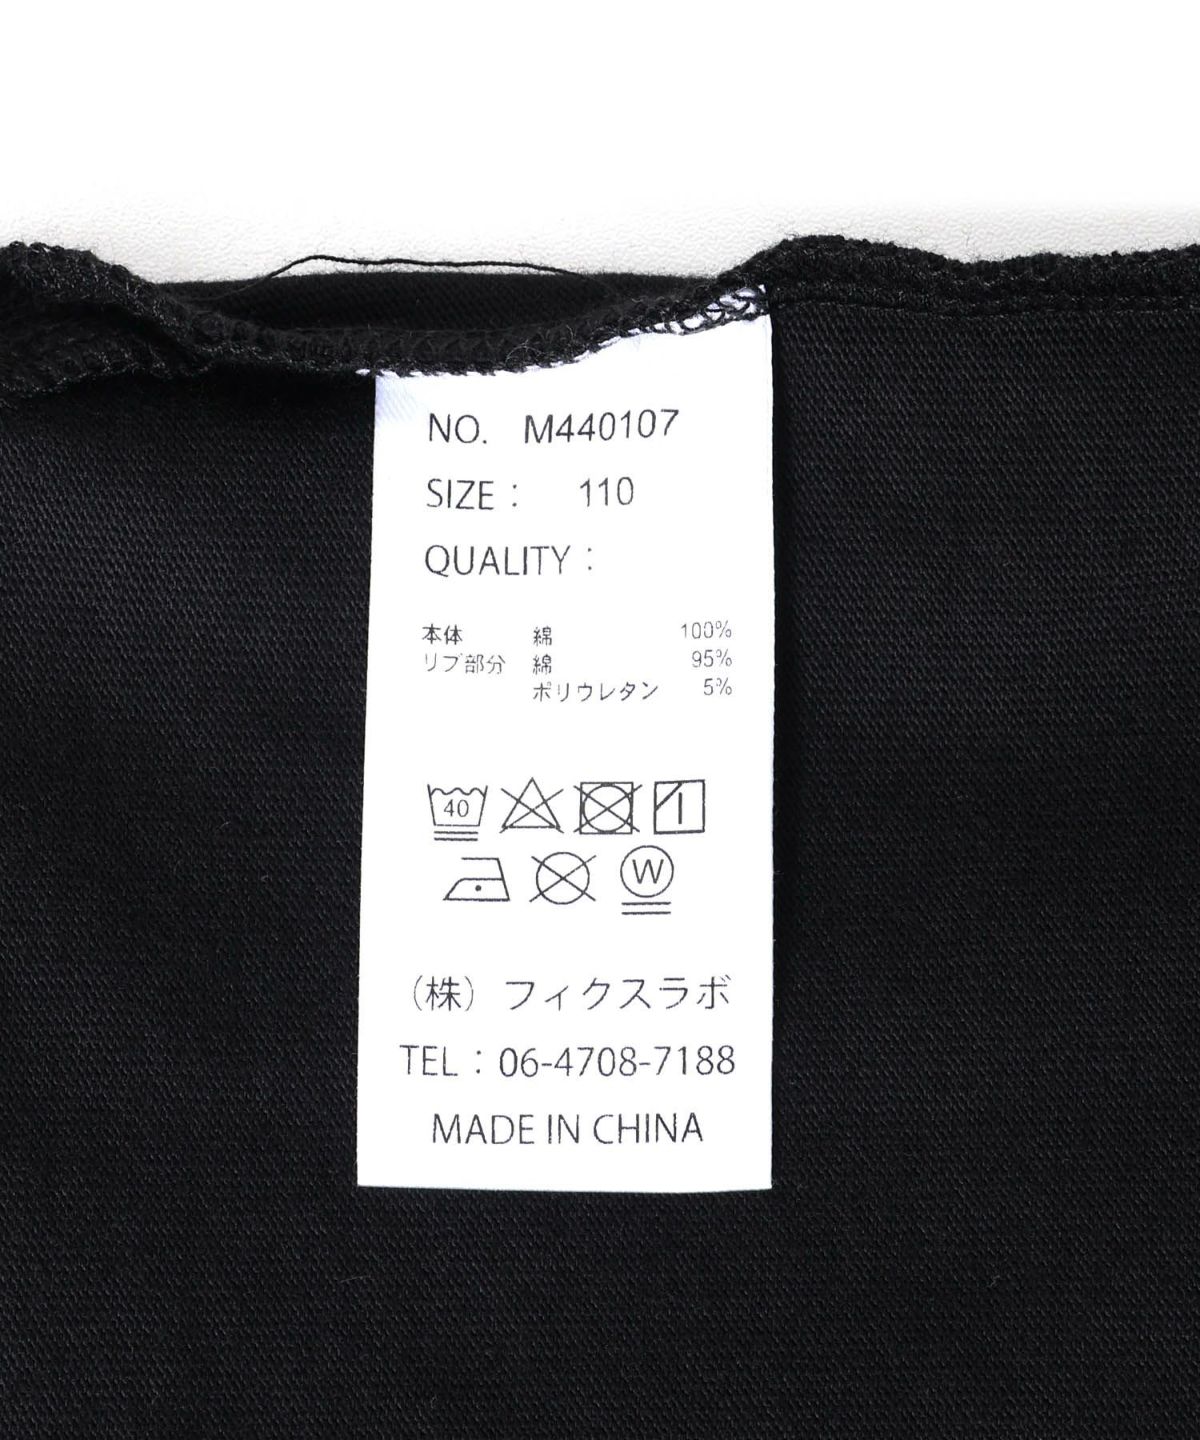 NO. M440107
SIZE : 110
QUALITY :
本体 綿 100%
リブ部分 綿 95%
ポリウレタン 5%
40
W
(株) フィクスラボ
TEL : 06-4708-7188
MADE IN CHINA